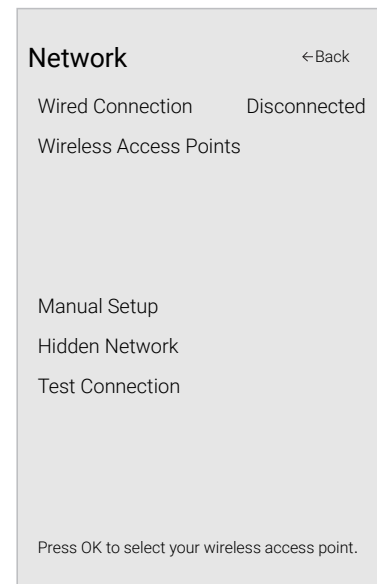 Network ←Back
Wired Connection Disconnected
Wireless Access Points
Manual Setup
Hidden Network
Test Connection
Press OK to select your wireless access point.